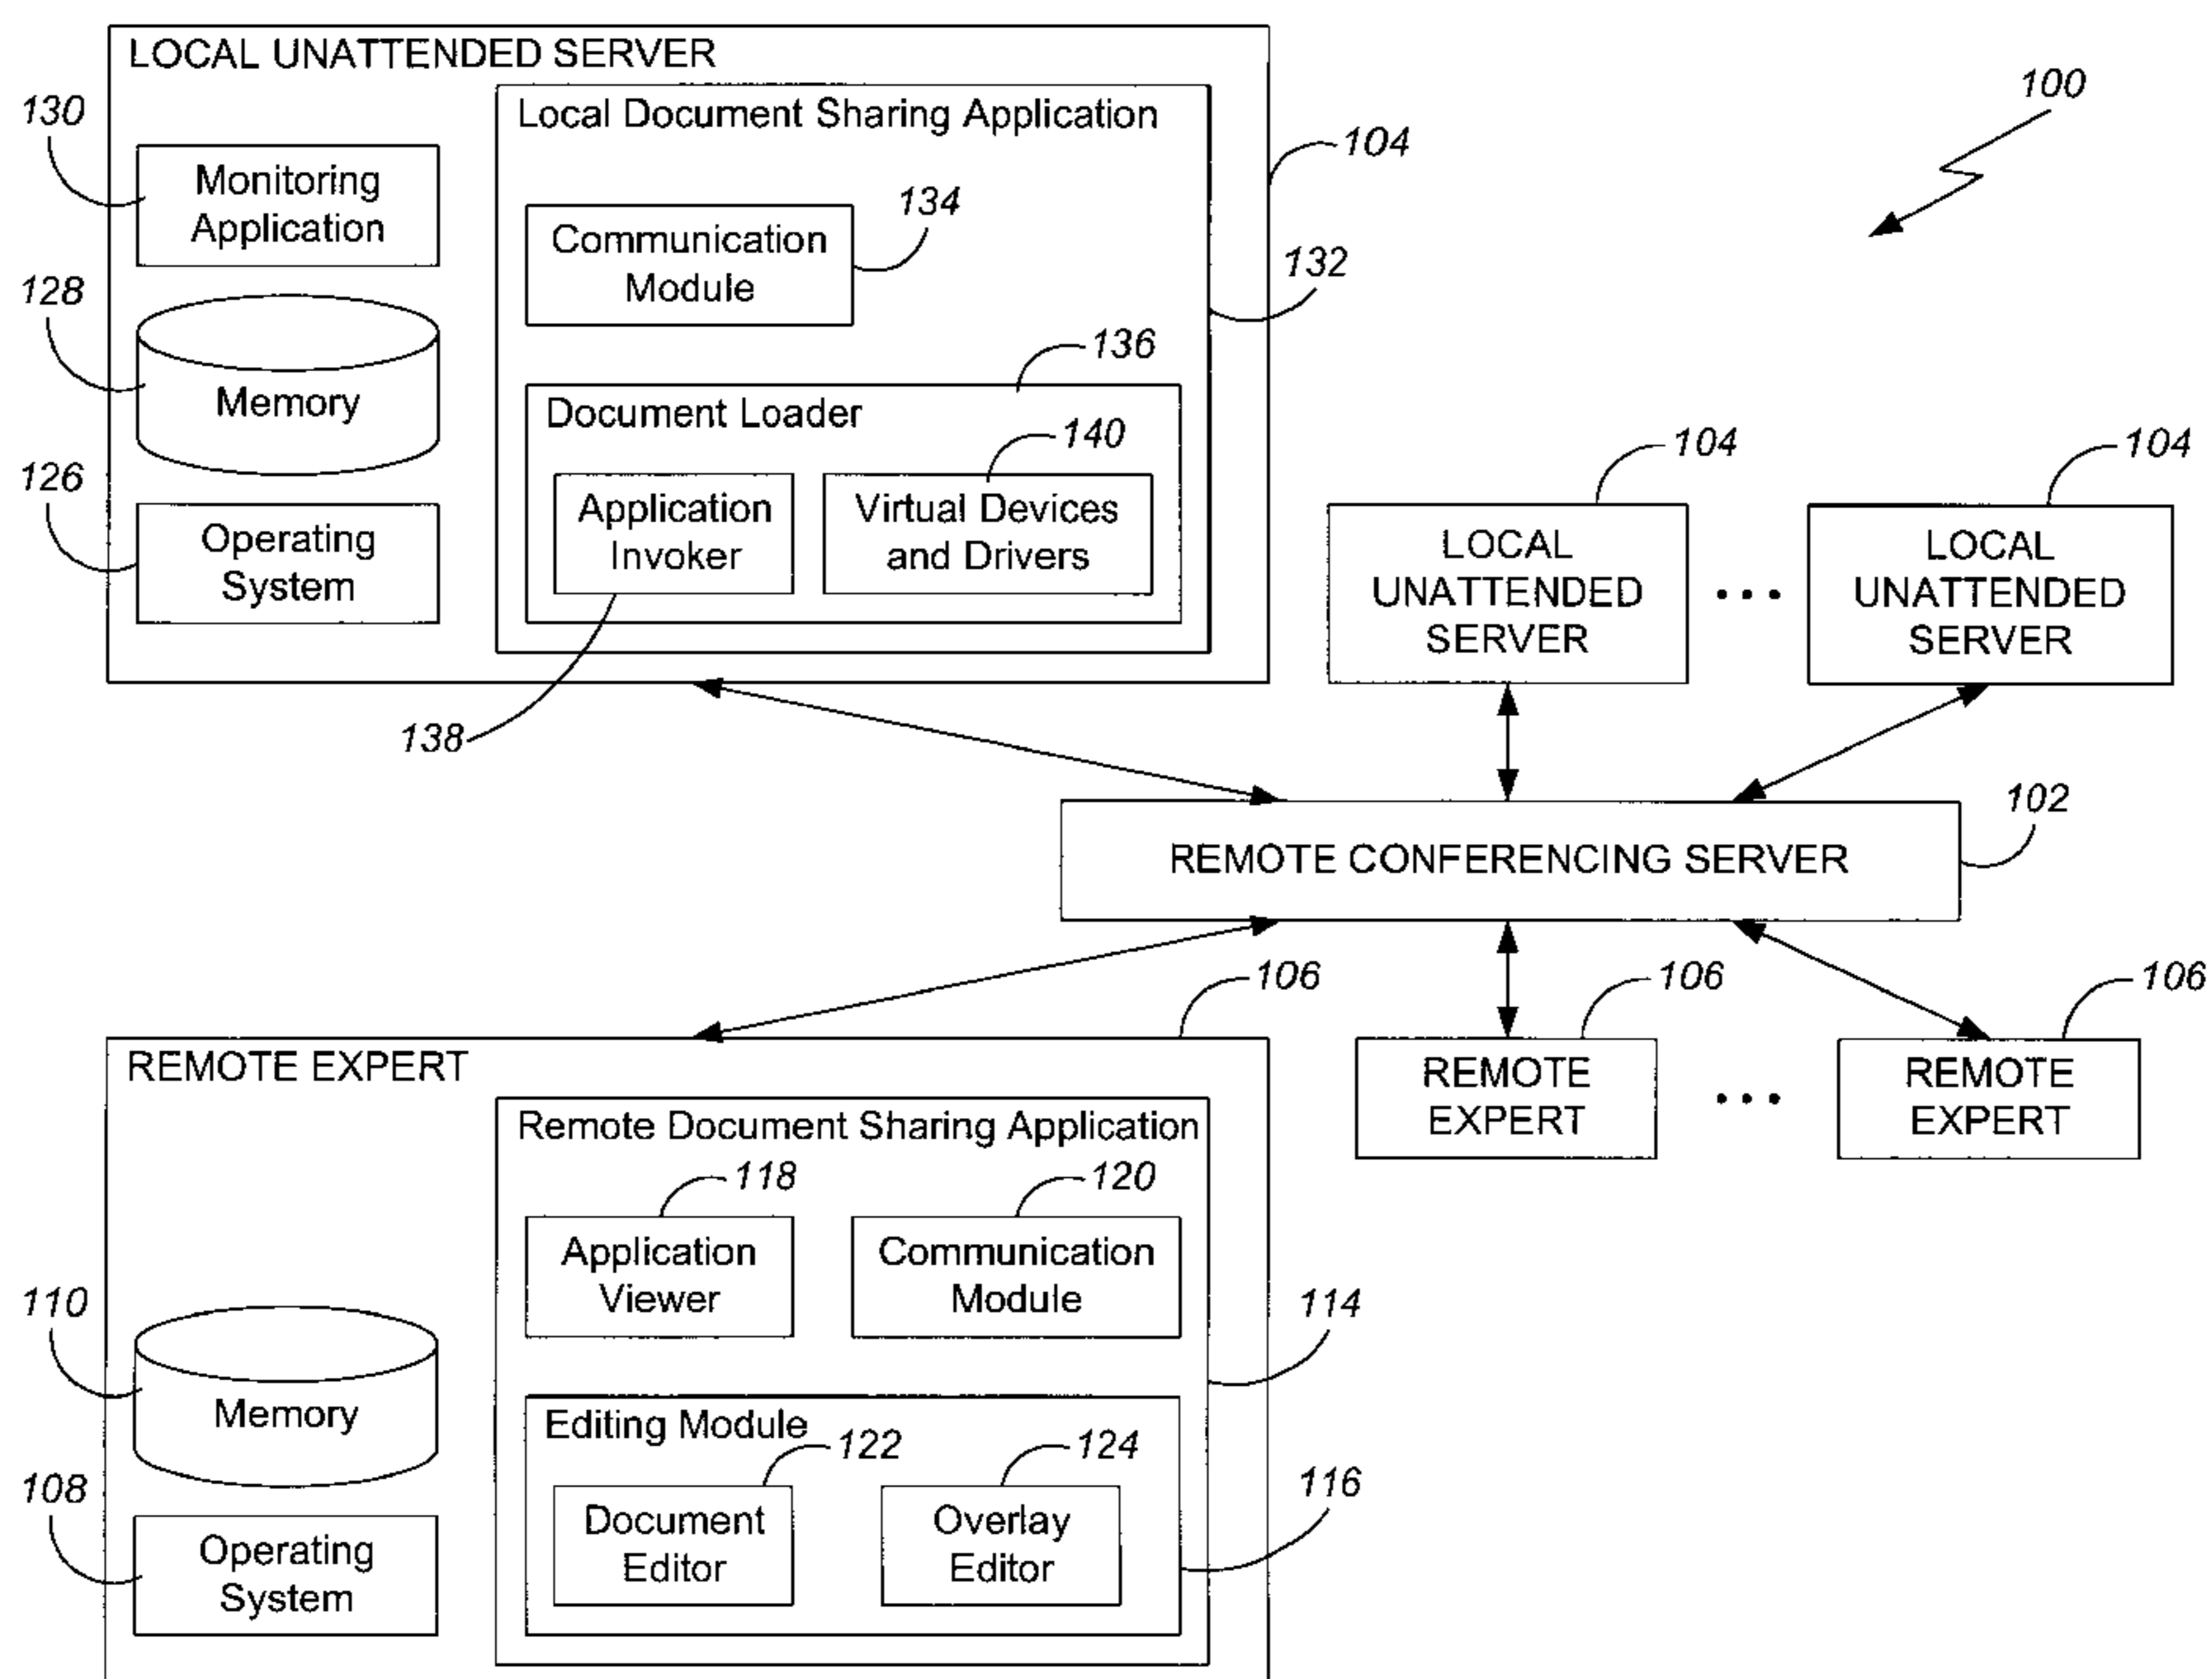 LOCAL UNATTENDED SERVER
130
Monitoring
Application
128
Memory
126
Operating
System
Local Document Sharing Application
104
134
Communication
Module
132
136
Document Loader
140
Application
Invoker
Virtual Devices
and Drivers
138
100
104
LOCAL
UNATTENDED
SERVER
• • •
104
LOCAL
UNATTENDED
SERVER
102
REMOTE CONFERENCING SERVER
106
REMOTE EXPERT
Remote Document Sharing Application
118
Application
Viewer
120
Communication
Module
110
Memory
114
Editing Module
122
124
Document
Editor
Overlay
Editor
116
108
Operating
System
106
REMOTE
EXPERT
• • •
106
REMOTE
EXPERT